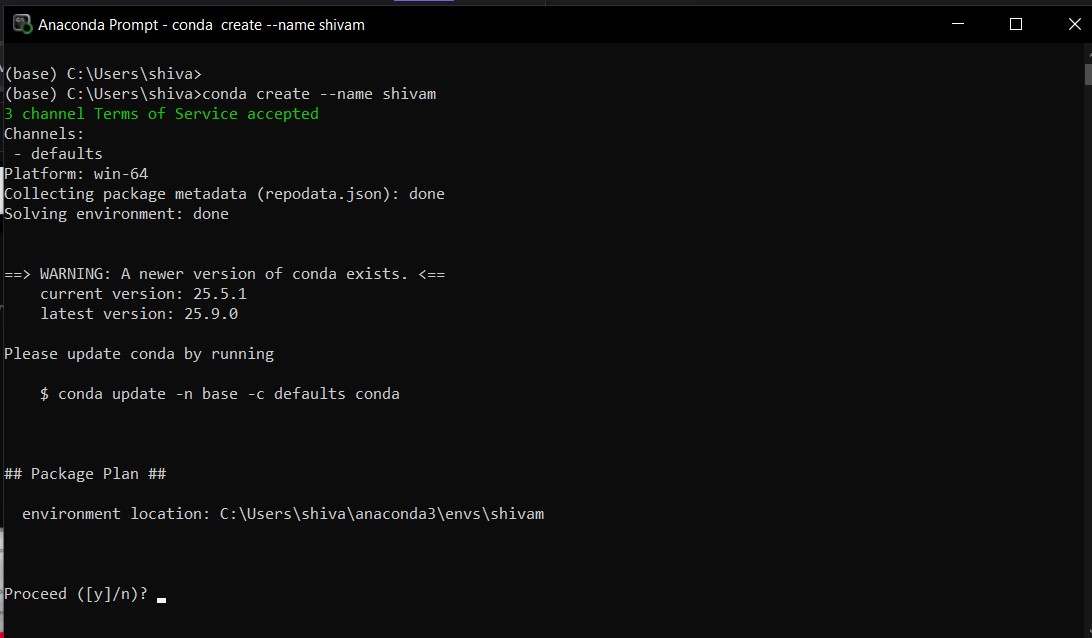 Anaconda Prompt - conda  create --name shivam
(base) C:\Users\shiva>
(base) C:\Users\shiva>conda create --name shivam
3 channel Terms of Service accepted
Channels:
 - defaults
Platform: win-64
Collecting package metadata (repodata.json): done
Solving environment: done
==> WARNING: A newer version of conda exists. <==
    current version: 25.5.1
    latest version: 25.9.0
Please update conda by running
    $ conda update -n base -c defaults conda
## Package Plan ##
  environment location: C:\Users\shiva\anaconda3\envs\shivam
Proceed ([y]/n)?